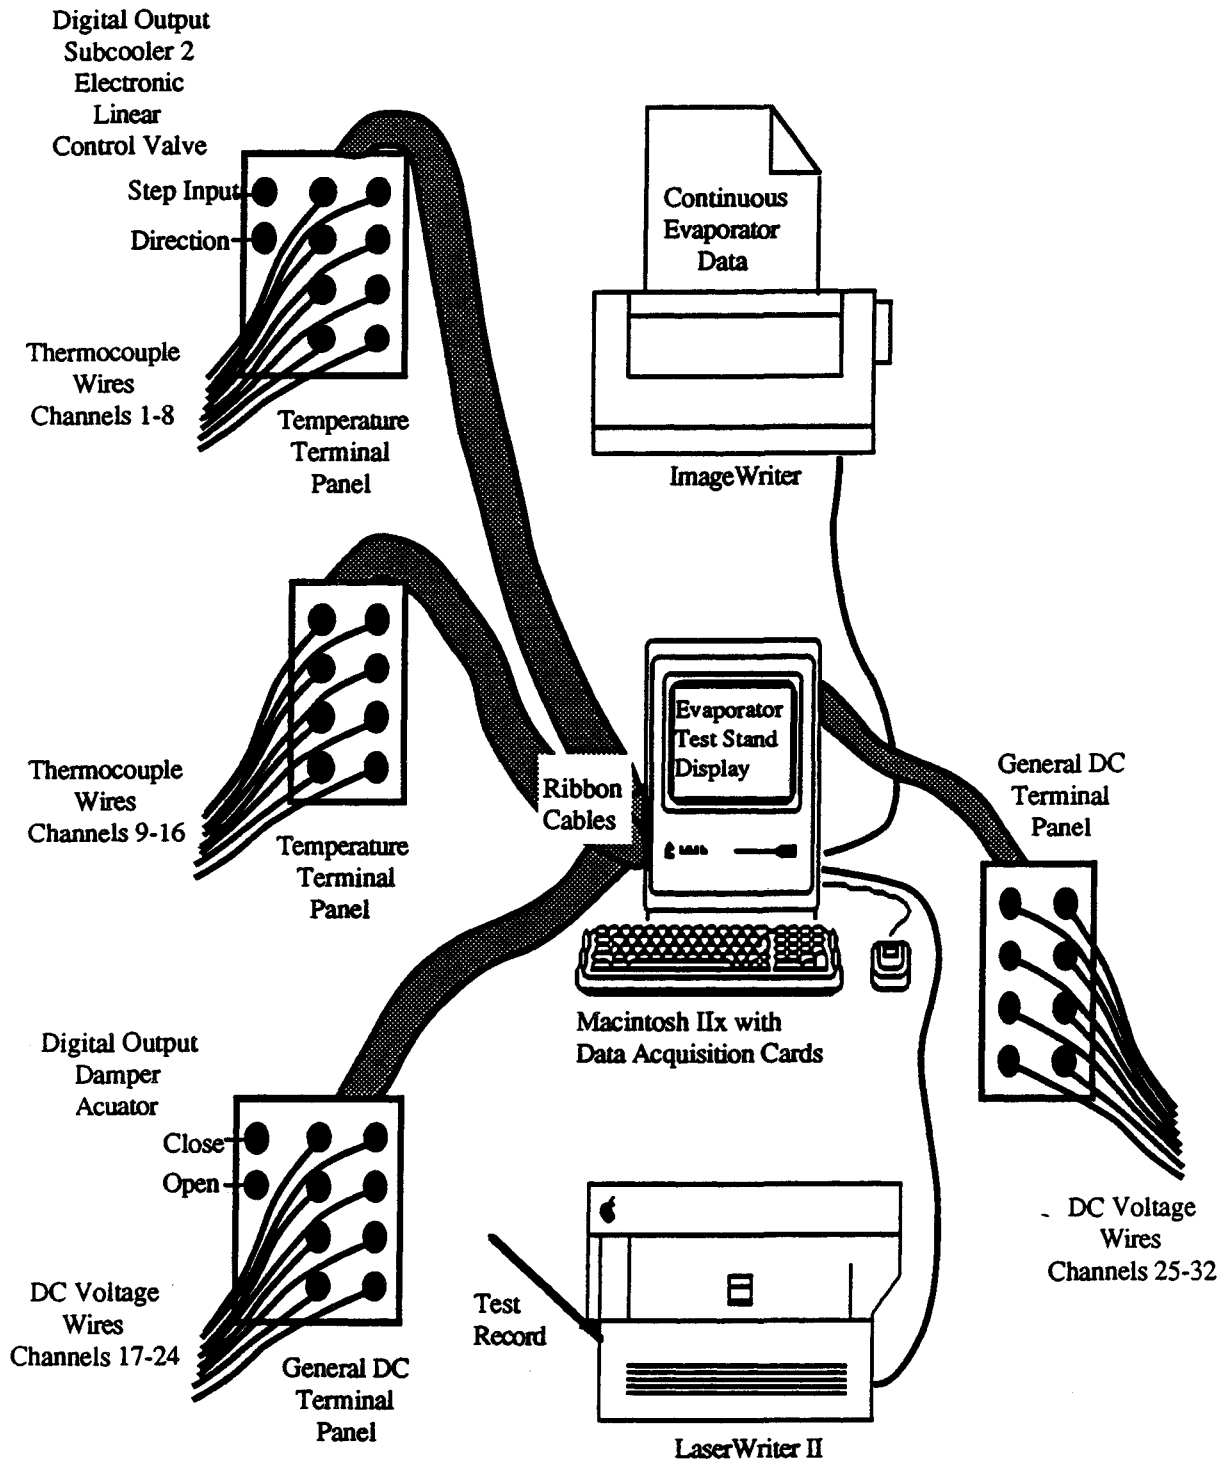 Digital Output
Subcooler 2
Electronic
Linear
Control Valve
Step Input
Direction
Thermocouple
Wires
Channels 1-8
Temperature
Terminal
Panel
Continuous
Evaporator
Data
ImageWriter
Thermocouple
Wires
Channels 9-16
Temperature
Terminal
Panel
Ribbon
Cables
Evaporator
Test Stand
Display
General DC
Terminal
Panel
Macintosh IIx with
Data Acquisition Cards
Digital Output
Damper
Acuator
Close
Open
DC Voltage
Wires
Channels 17-24
General DC
Terminal
Panel
DC Voltage
Wires
Channels 25-32
Test
Record
LaserWriter II